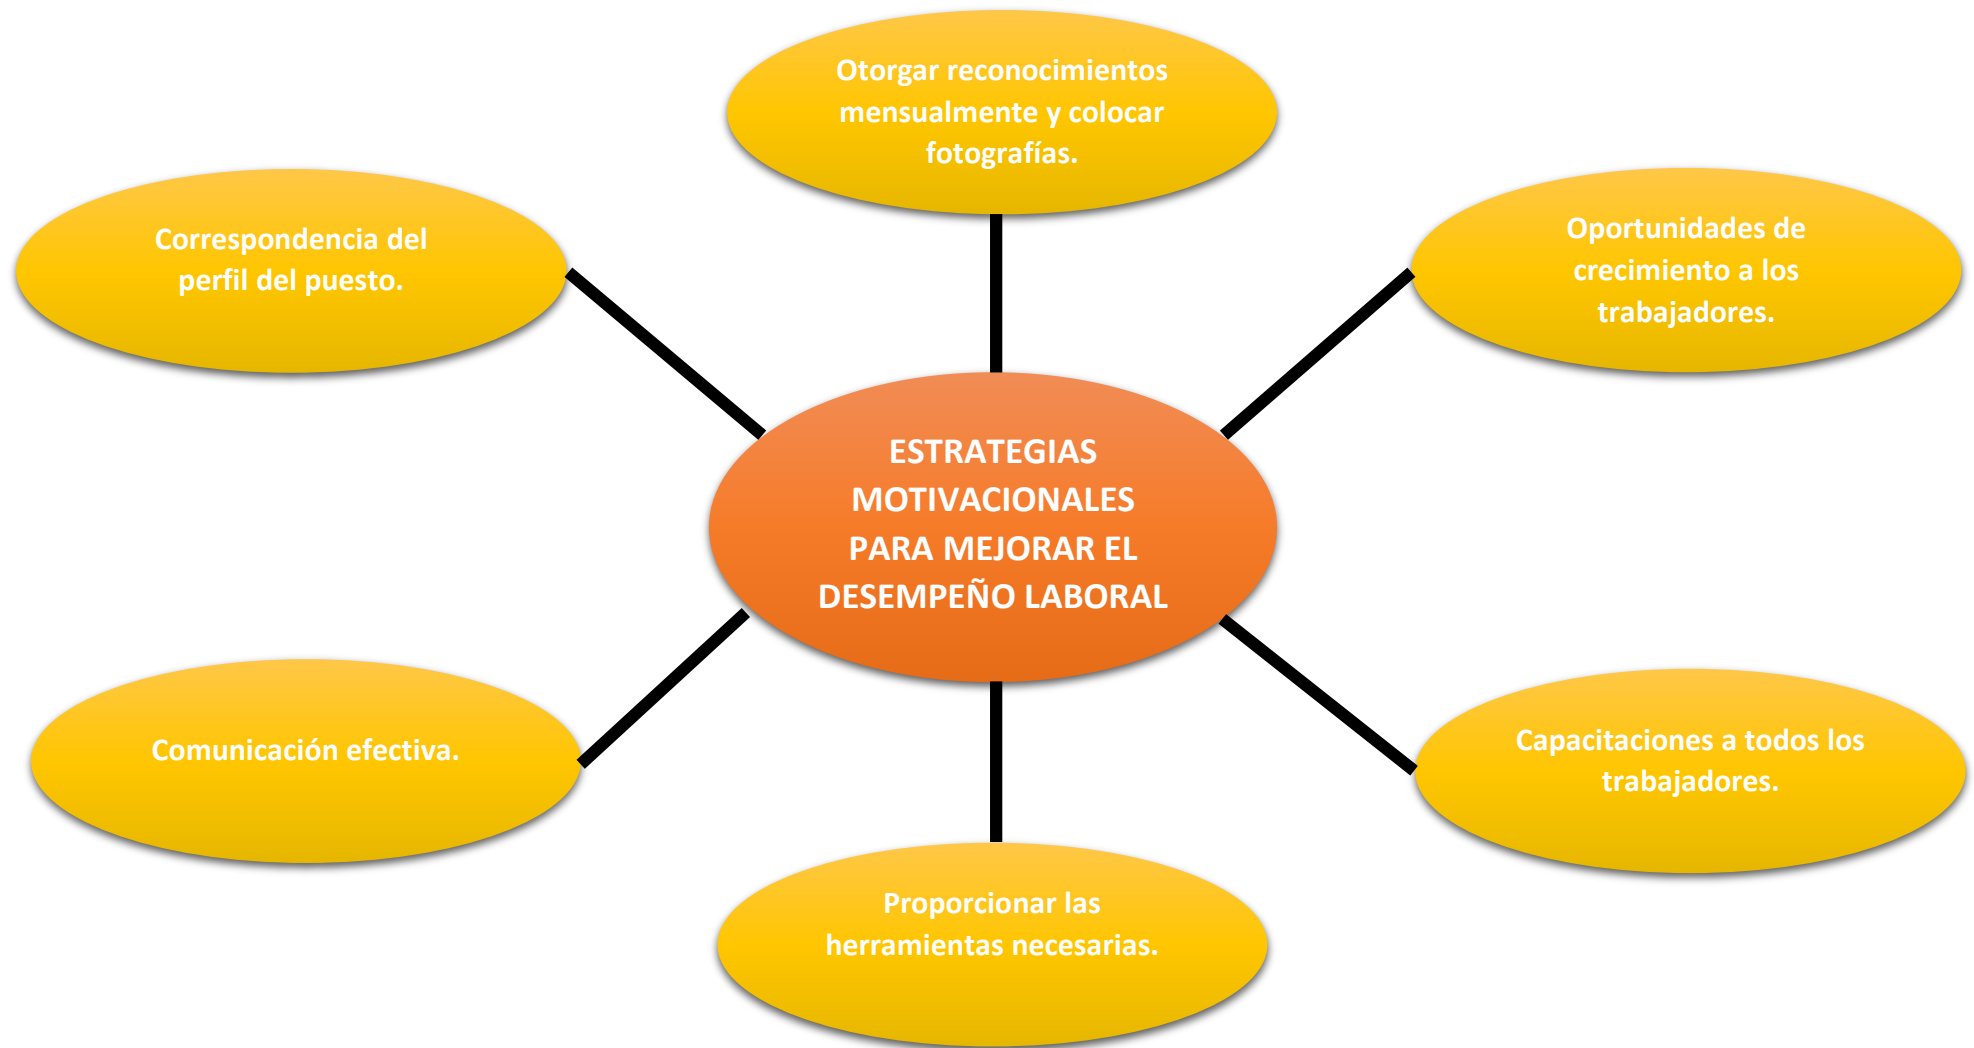 Otorgar reconocimientos
mensualmente y colocar
fotografías.
Correspondencia del
perfil del puesto.
Oportunidades de
crecimiento a los
trabajadores.
ESTRATEGIAS
MOTIVACIONALES
PARA MEJORAR EL
DESEMPEÑO LABORAL
Comunicación efectiva.
Capacitaciones a todos los
trabajadores.
Proporcionar las
herramientas necesarias.